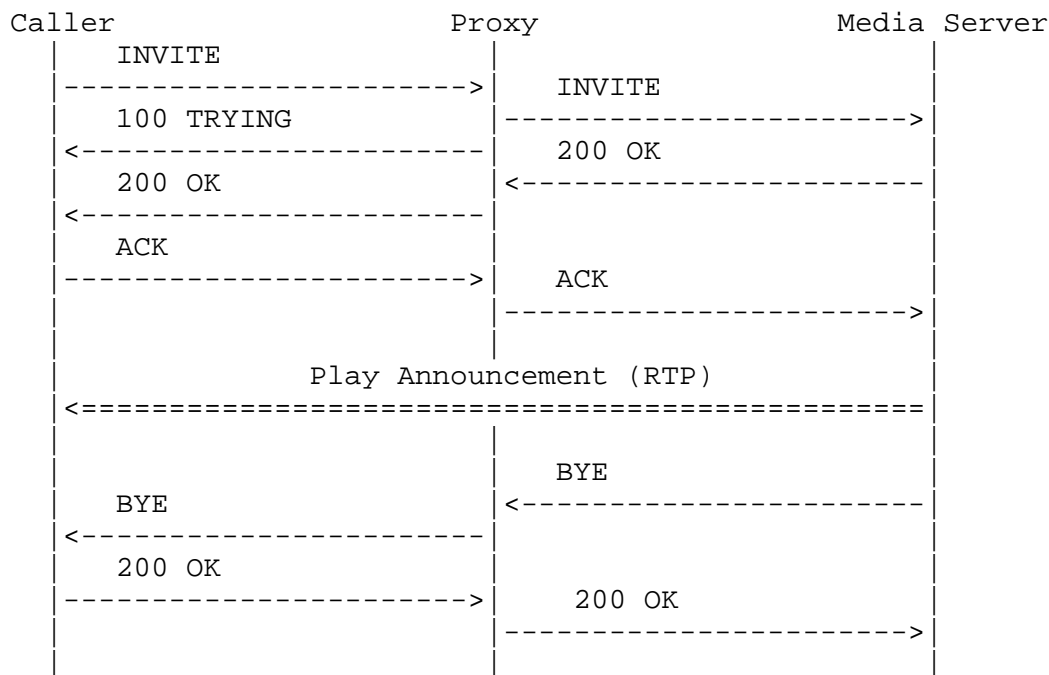 Caller Proxy Media Server
INVITE
INVITE
100 TRYING
200 OK
200 OK
ACK
ACK
Play Announcement (RTP)
BYE
BYE
200 OK
200 OK